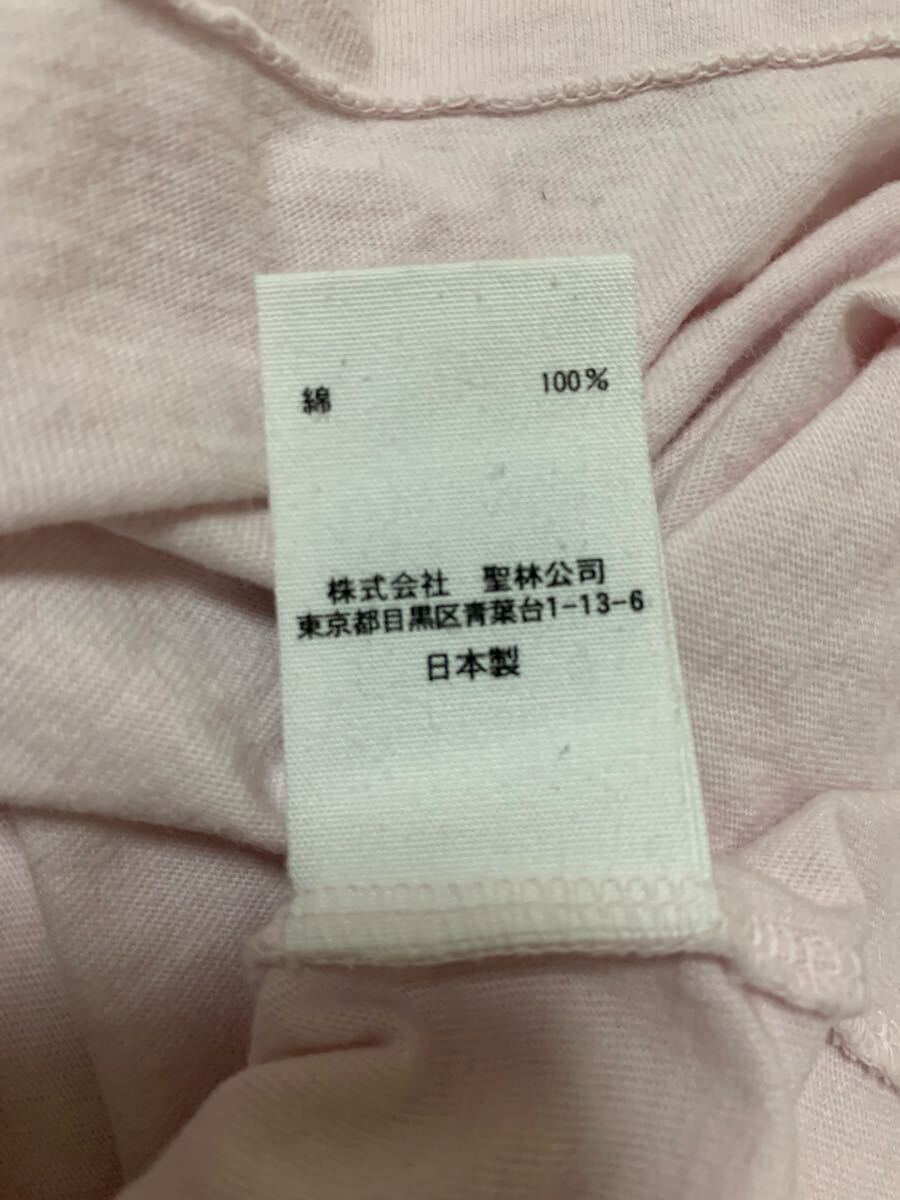 綿 100%
株式会社 聖林公司
東京都目黒区青葉台1-13-6
日本製